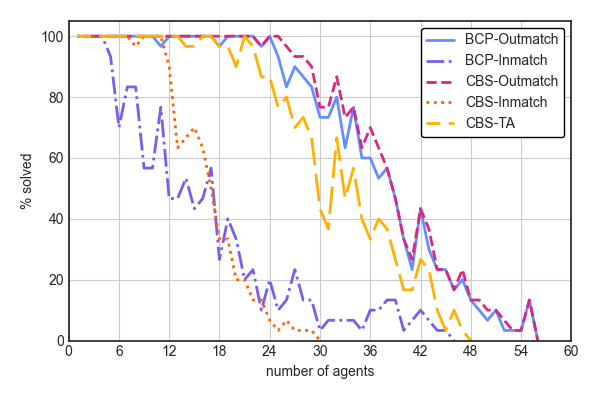 100
80
60
40
20
0
% solved
0 6 12 18 24 30 36 42 48 54 60
number of agents
BCP-Outmatch
BCP-Inmatch
CBS-Outmatch
CBS-Inmatch
CBS-TA